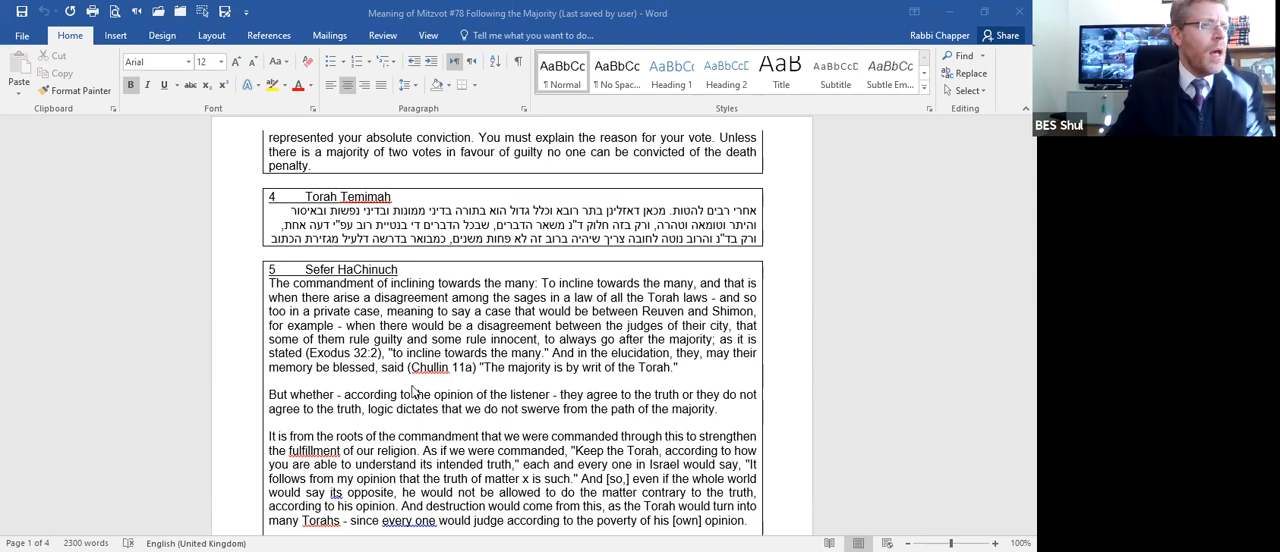 Meaning of Mitzvot #78 Following the Majority (Last saved by user) - Word
File Home Insert Design Layout References Mailings Review View Tell me what you want to do... Rabbi Chapper Share
Paste
Cut
Copy
Format Painter
Clipboard
Arial 12
Font
Paragraph
AaBbCc AaBbCc AaBbCc AaBbCcD AaB AaBbCcD AaBbCc
¶ Normal ¶ No Spac... Heading 1 Heading 2 Title Subtitle Subtle Em...
Styles
Find
Replace
Select
Editing
BES Shul
represented your absolute conviction. You must explain the reason for your vote. Unless
there is a majority of two votes in favour of guilty no one can be convicted of the death
penalty.
4 Torah Temimah
אחרי רבים להטות. מכאן דאזלינן בתר רובא וכלל גדול הוא בתורה בדיני ממונות ובדיני נפשות ובאיסור
והיתר וטומאה וטהרה, ורק בזה חלוק ד"נ משאר הדברים, שבכל הדברים די בנטיית רוב עפ"י דעה אחת,
ורק בד"נ והרוב נוטה לחובה צריך שיהיה ברוב זה לא פחות משנים, כמבואר בדרשה דלעיל מגזירת הכתוב
5 Sefer HaChinuch
The commandment of inclining towards the many: To incline towards the many, and that is
when there arise a disagreement among the sages in a law of all the Torah laws - and so
too in a private case, meaning to say a case that would be between Reuven and Shimon,
for example - when there would be a disagreement between the judges of their city, that
some of them rule guilty and some rule innocent, to always go after the majority; as it is
stated (Exodus 32:2), "to incline towards the many." And in the elucidation, they, may their
memory be blessed, said (Chullin 11a) "The majority is by writ of the Torah."
But whether - according to the opinion of the listener - they agree to the truth or they do not
agree to the truth, logic dictates that we do not swerve from the path of the majority.
It is from the roots of the commandment that we were commanded through this to strengthen
the fulfillment of our religion. As if we were commanded, "Keep the Torah, according to how
you are able to understand its intended truth," each and every one in Israel would say, "It
follows from my opinion that the truth of matter x is such." And [so,] even if the whole world
would say its opposite, he would not be allowed to do the matter contrary to the truth,
according to his opinion. And destruction would come from this, as the Torah would turn into
many Torahs - since every one would judge according to the poverty of his [own] opinion.
Page 1 of 4 2300 words English (United Kingdom) 100%